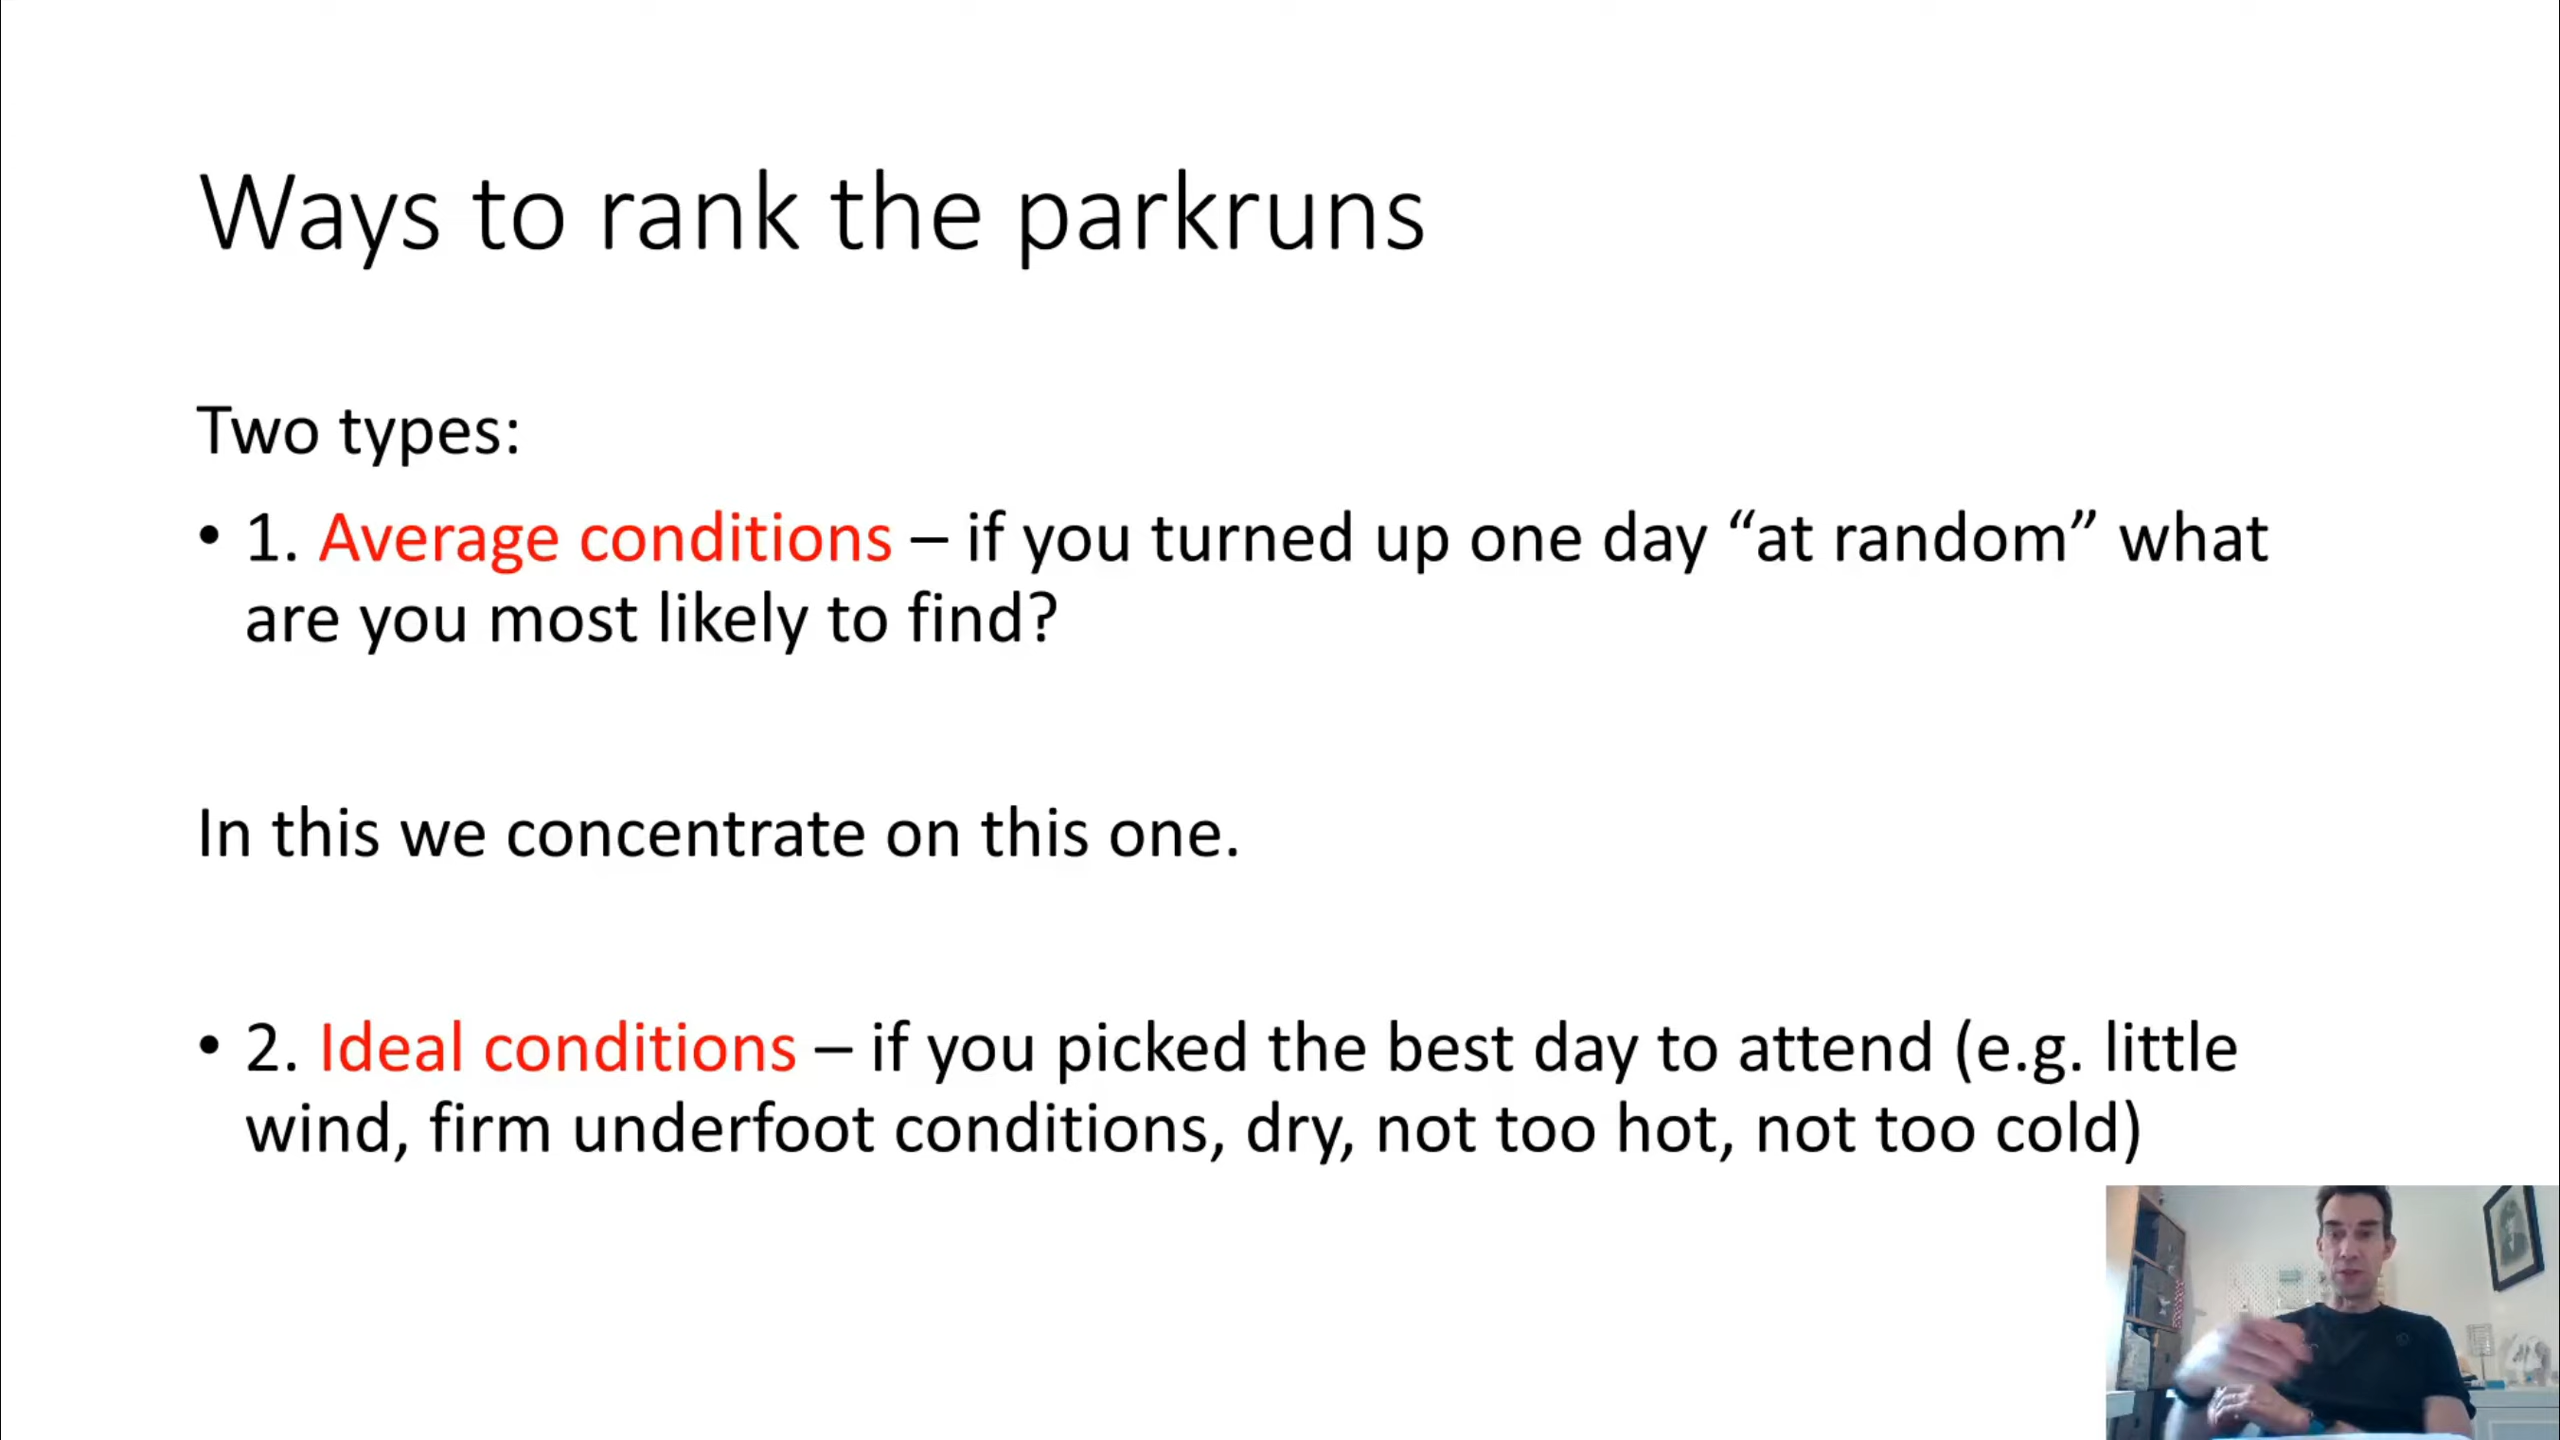 Ways to rank the parkruns
Two types:
• 1. Average conditions – if you turned up one day “at random” what
are you most likely to find?
In this we concentrate on this one.
• 2. Ideal conditions – if you picked the best day to attend (e.g. little
wind, firm underfoot conditions, dry, not too hot, not too cold)